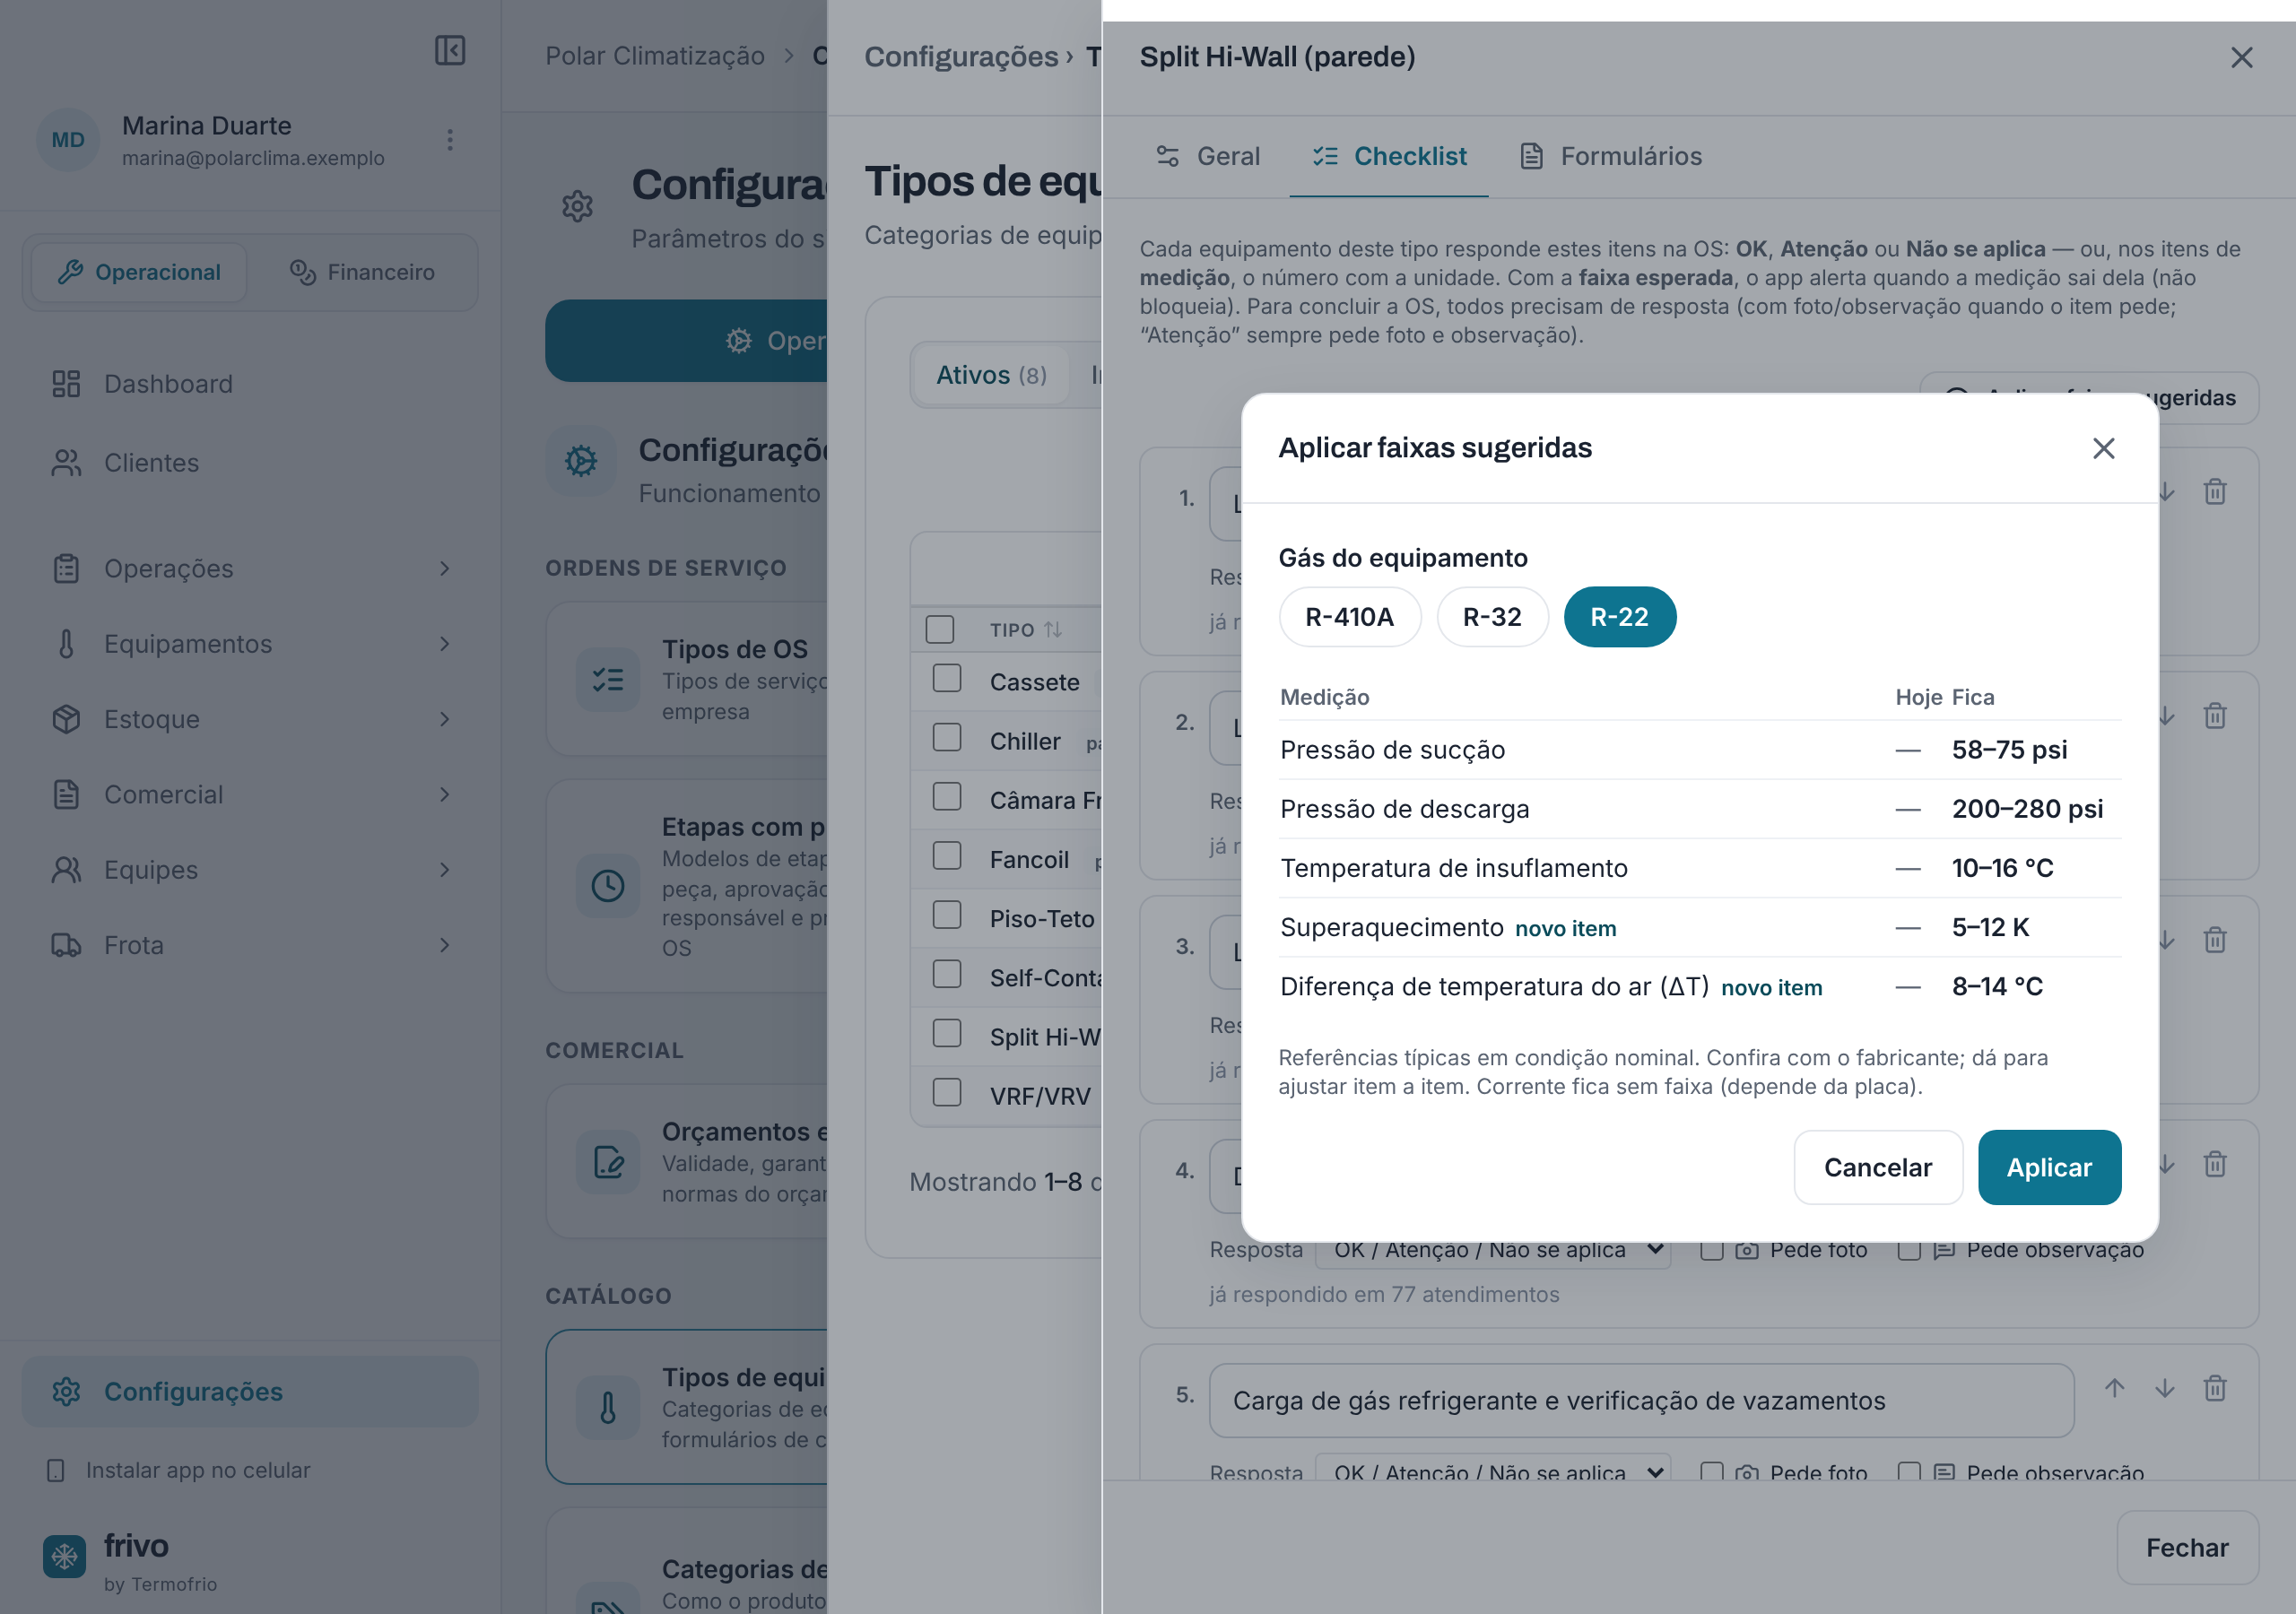 MD
Marina Duarte
marina@polarclima.exemplo
Operacional
Financeiro
Dashboard
Clientes
Operações
Equipamentos
Estoque
Comercial
Equipes
Frota
Configurações
Instalar app no celular
frivo
by Termofrio
Polar Climatização
Parâmetros do s
ORDENS DE SERVIÇO
Funcionamento
Tipos de OS
Tipos de serviço
empresa
Etapas com p
Modelos de etap
peça, aprovação
responsável e pr
OS
COMERCIAL
Orçamentos e
Validade, garant
normas do orçar
CATÁLOGO
Tipos de equi
Categorias de e
formulários de c
Categorias de
Como o produto
Configurações › T
Tipos de equ
Categorias de equip
Ativos (8)
TIPO
Cassete
Chiller
Câmara Fr
Fancoil
Piso-Teto
Self-Conta
Split Hi-W
VRF/VRV
Mostrando 1–8
Split Hi-Wall (parede)
Geral
Checklist
Formulários
Cada equipamento deste tipo responde estes itens na OS: OK, Atenção ou Não se aplica — ou, nos itens de
medição, o número com a unidade. Com a faixa esperada, o app alerta quando a medição sai dela (não
bloqueia). Para concluir a OS, todos precisam de resposta (com foto/observação quando o item pede;
“Atenção” sempre pede foto e observação).
1.
2.
3.
4.
Resposta OK / Atenção / Não se aplica Pede foto Pede observação
já respondido em 77 atendimentos
5. Carga de gás refrigerante e verificação de vazamentos
Resposta OK / Atenção / Não se aplica Pede foto Pede observação
Fechar
Aplicar faixas sugeridas
Gás do equipamento
R-410A R-32 R-22
Medição Hoje Fica
Pressão de sucção — 58–75 psi
Pressão de descarga — 200–280 psi
Temperatura de insuflamento — 10–16 °C
Superaquecimento novo item — 5–12 K
Diferença de temperatura do ar (ΔT) novo item — 8–14 °C
Referências típicas em condição nominal. Confira com o fabricante; dá para
ajustar item a item. Corrente fica sem faixa (depende da placa).
Cancelar Aplicar